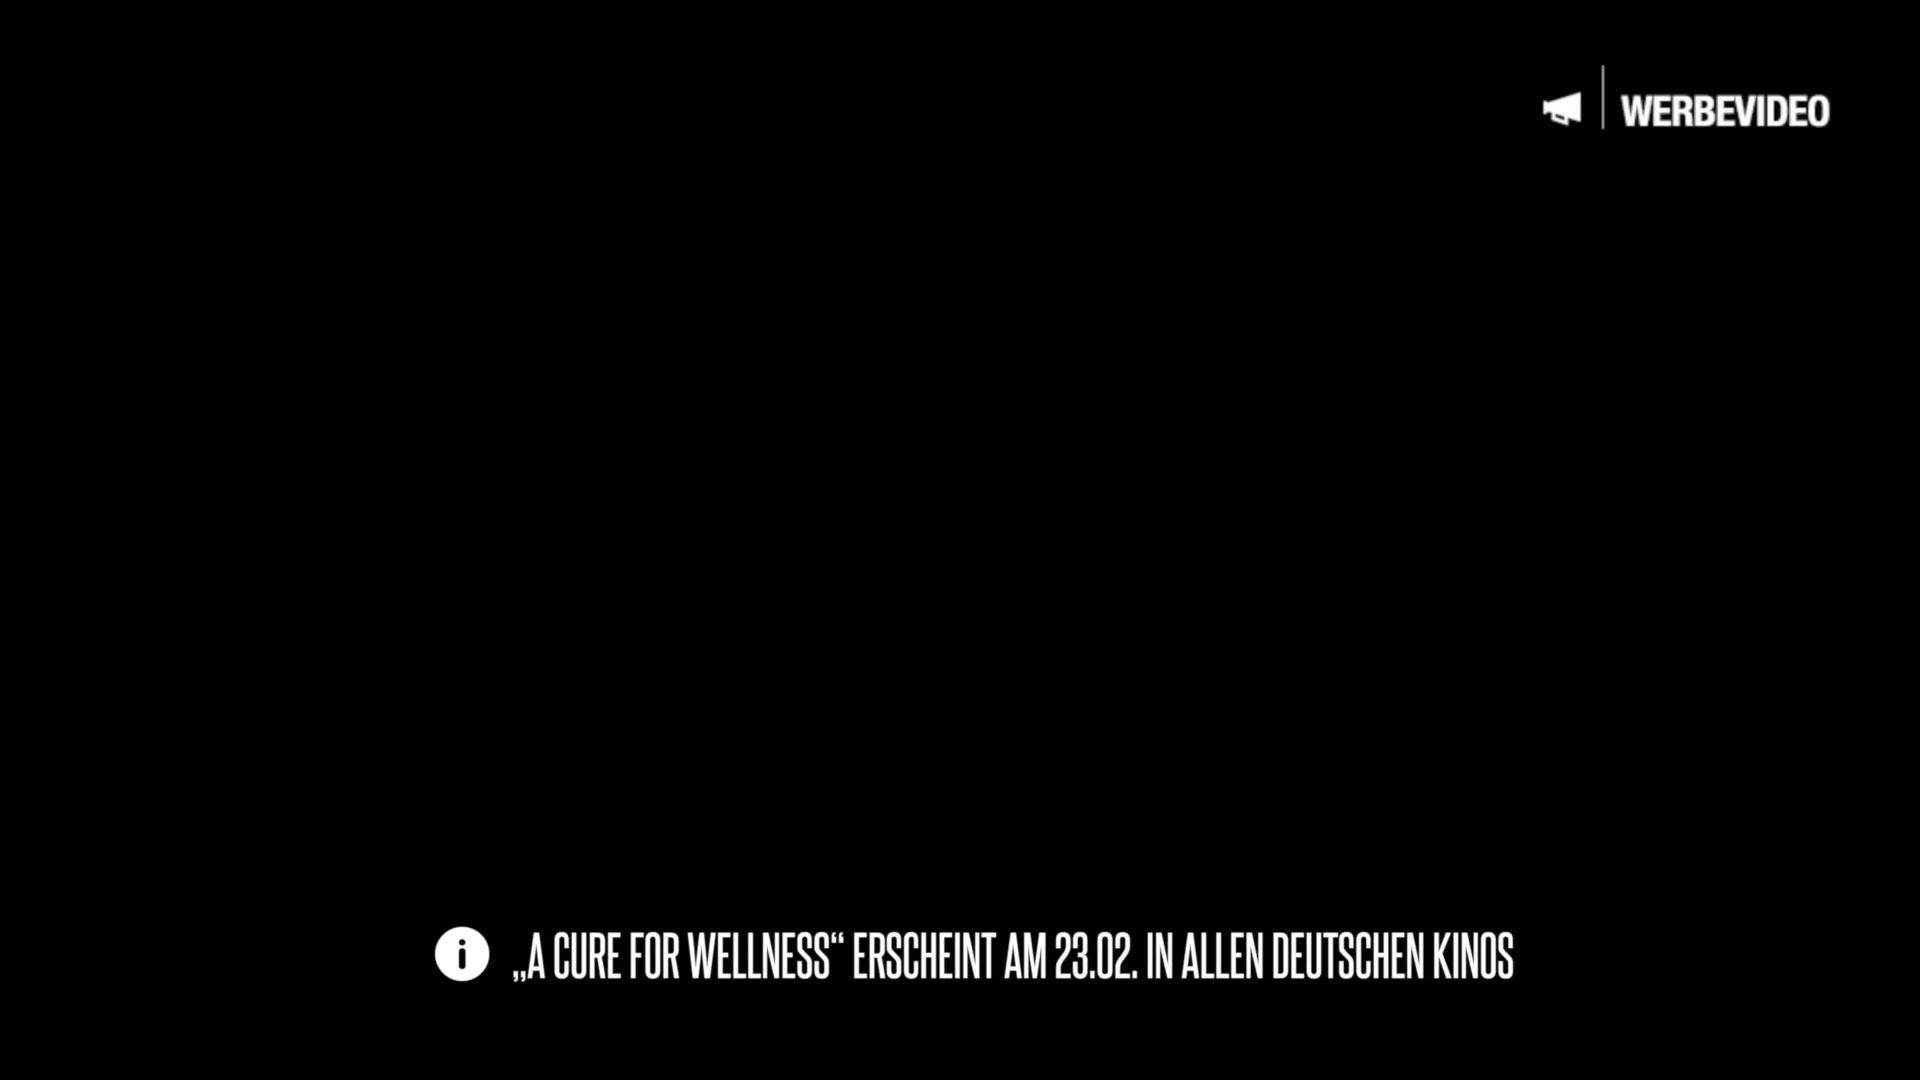 WERBEVIDEO
„A CURE FOR WELLNESS“ ERSCHEINT AM 23.02. IN ALLEN DEUTSCHEN KINOS